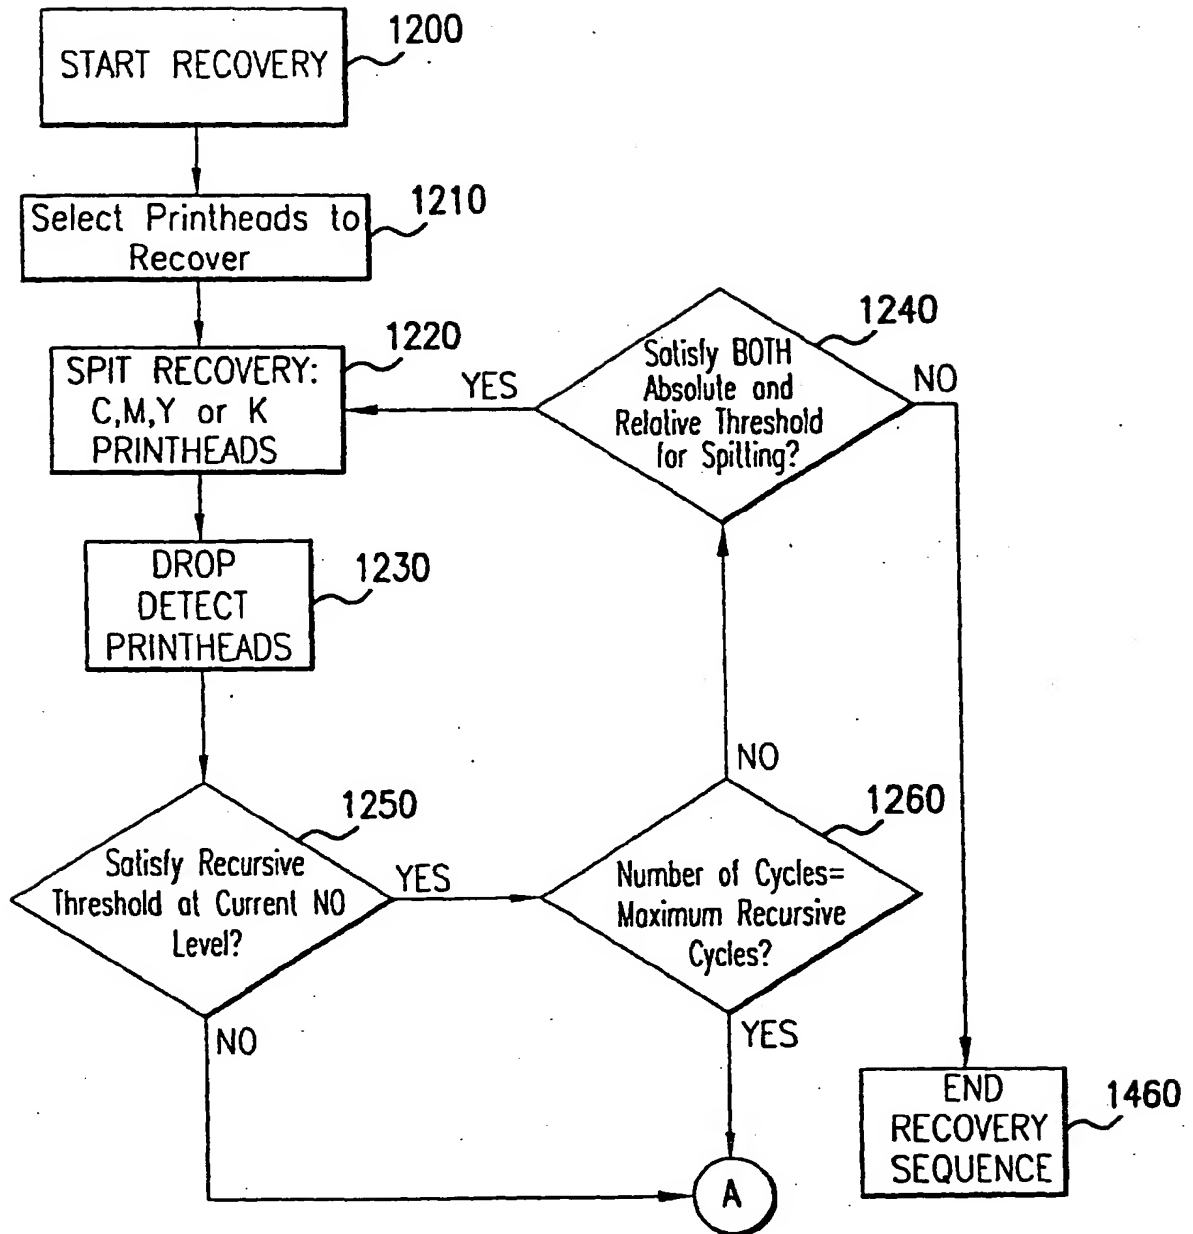 START RECOVERY
1200
Select Printheads to
Recover
1210
SPIT RECOVERY:
C,M,Y or K
PRINTHEADS
1220
YES
Satisfy BOTH
Absolute and
Relative Threshold
for Spitting?
1240
NO
DROP
DETECT
PRINTHEADS
1230
NO
Satisfy Recursive
Threshold at Current NO
Level?
1250
YES
Number of Cycles=
Maximum Recursive
Cycles?
1260
NO
YES
END
RECOVERY
SEQUENCE
1460
A